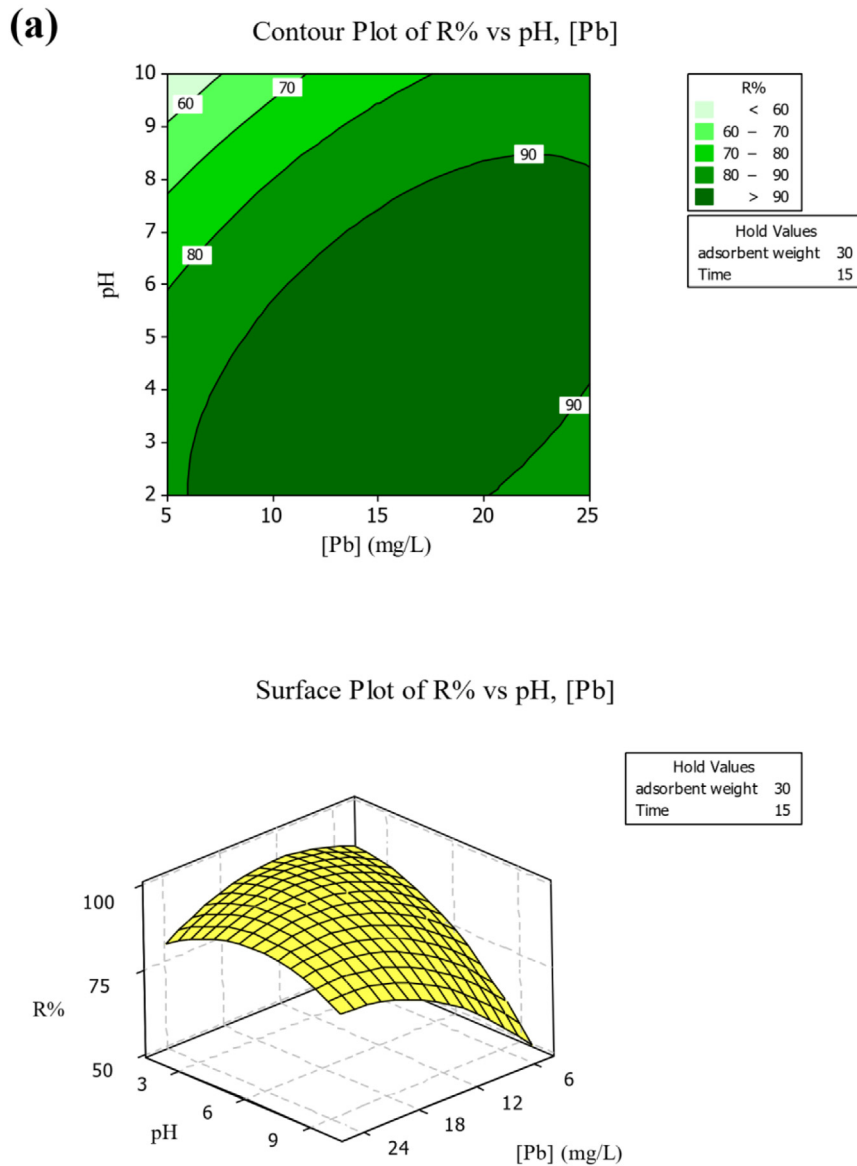 (a)
Contour Plot of R% vs pH, [Pb]
10
9
8
7
6
5
4
3
2
pH
60
70
80
90
90
5 10 15 20 25
[Pb] (mg/L)
R%
< 60
60 – 70
70 – 80
80 – 90
> 90
Hold Values
adsorbent weight 30
Time 15
Surface Plot of R% vs pH, [Pb]
Hold Values
adsorbent weight 30
Time 15
100
75
50
R%
3
6
9
pH
24
18
12
6
[Pb] (mg/L)